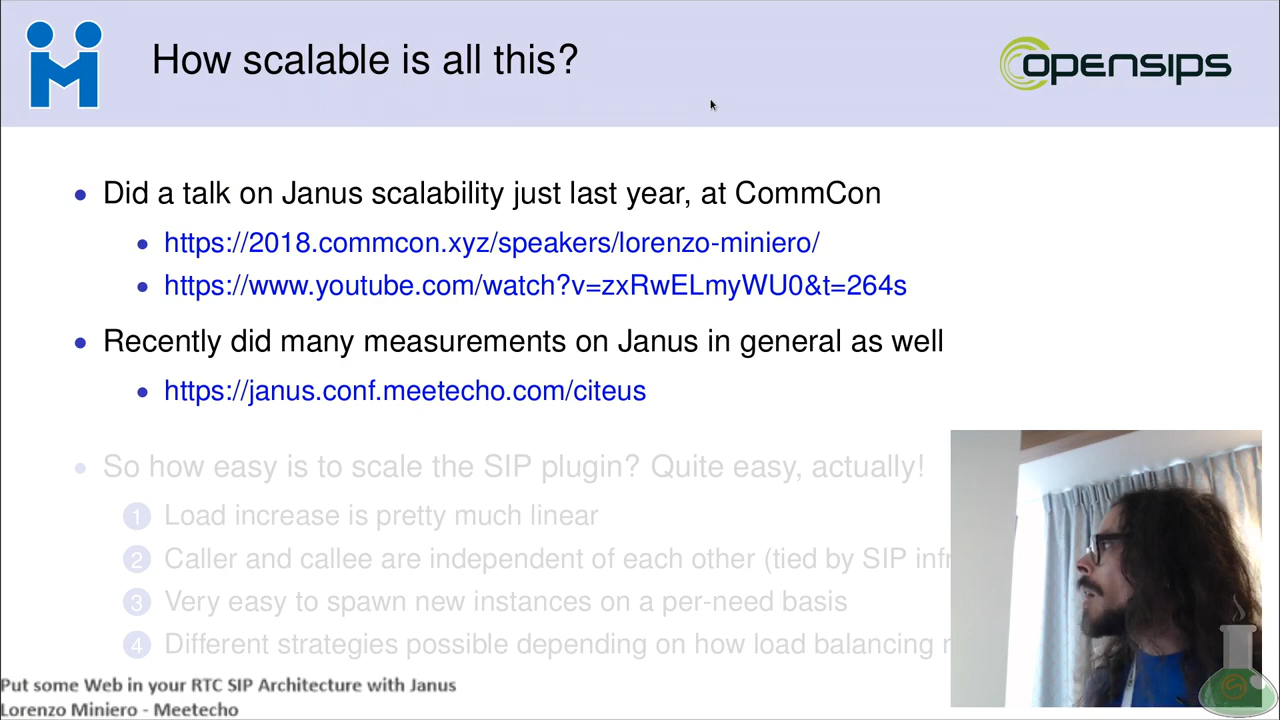 How scalable is all this?
OPENSIPS
Did a talk on Janus scalability just last year, at CommCon
https://2018.commcon.xyz/speakers/lorenzo-miniero/
https://www.youtube.com/watch?v=zxRwELmyWU0&t=264s
Recently did many measurements on Janus in general as well
https://janus.conf.meetecho.com/citeus
So how easy is to scale the SIP plugin? Quite easy, actually!
1 Load increase is pretty much linear
2 Caller and callee are independent of each other (tied by SIP
3 Very easy to spawn new instances on a per-need basis
4 Different strategies possible depending on how load balancing
Put some Web in your RTC SIP Architecture with Janus
Lorenzo Miniero - Meetecho